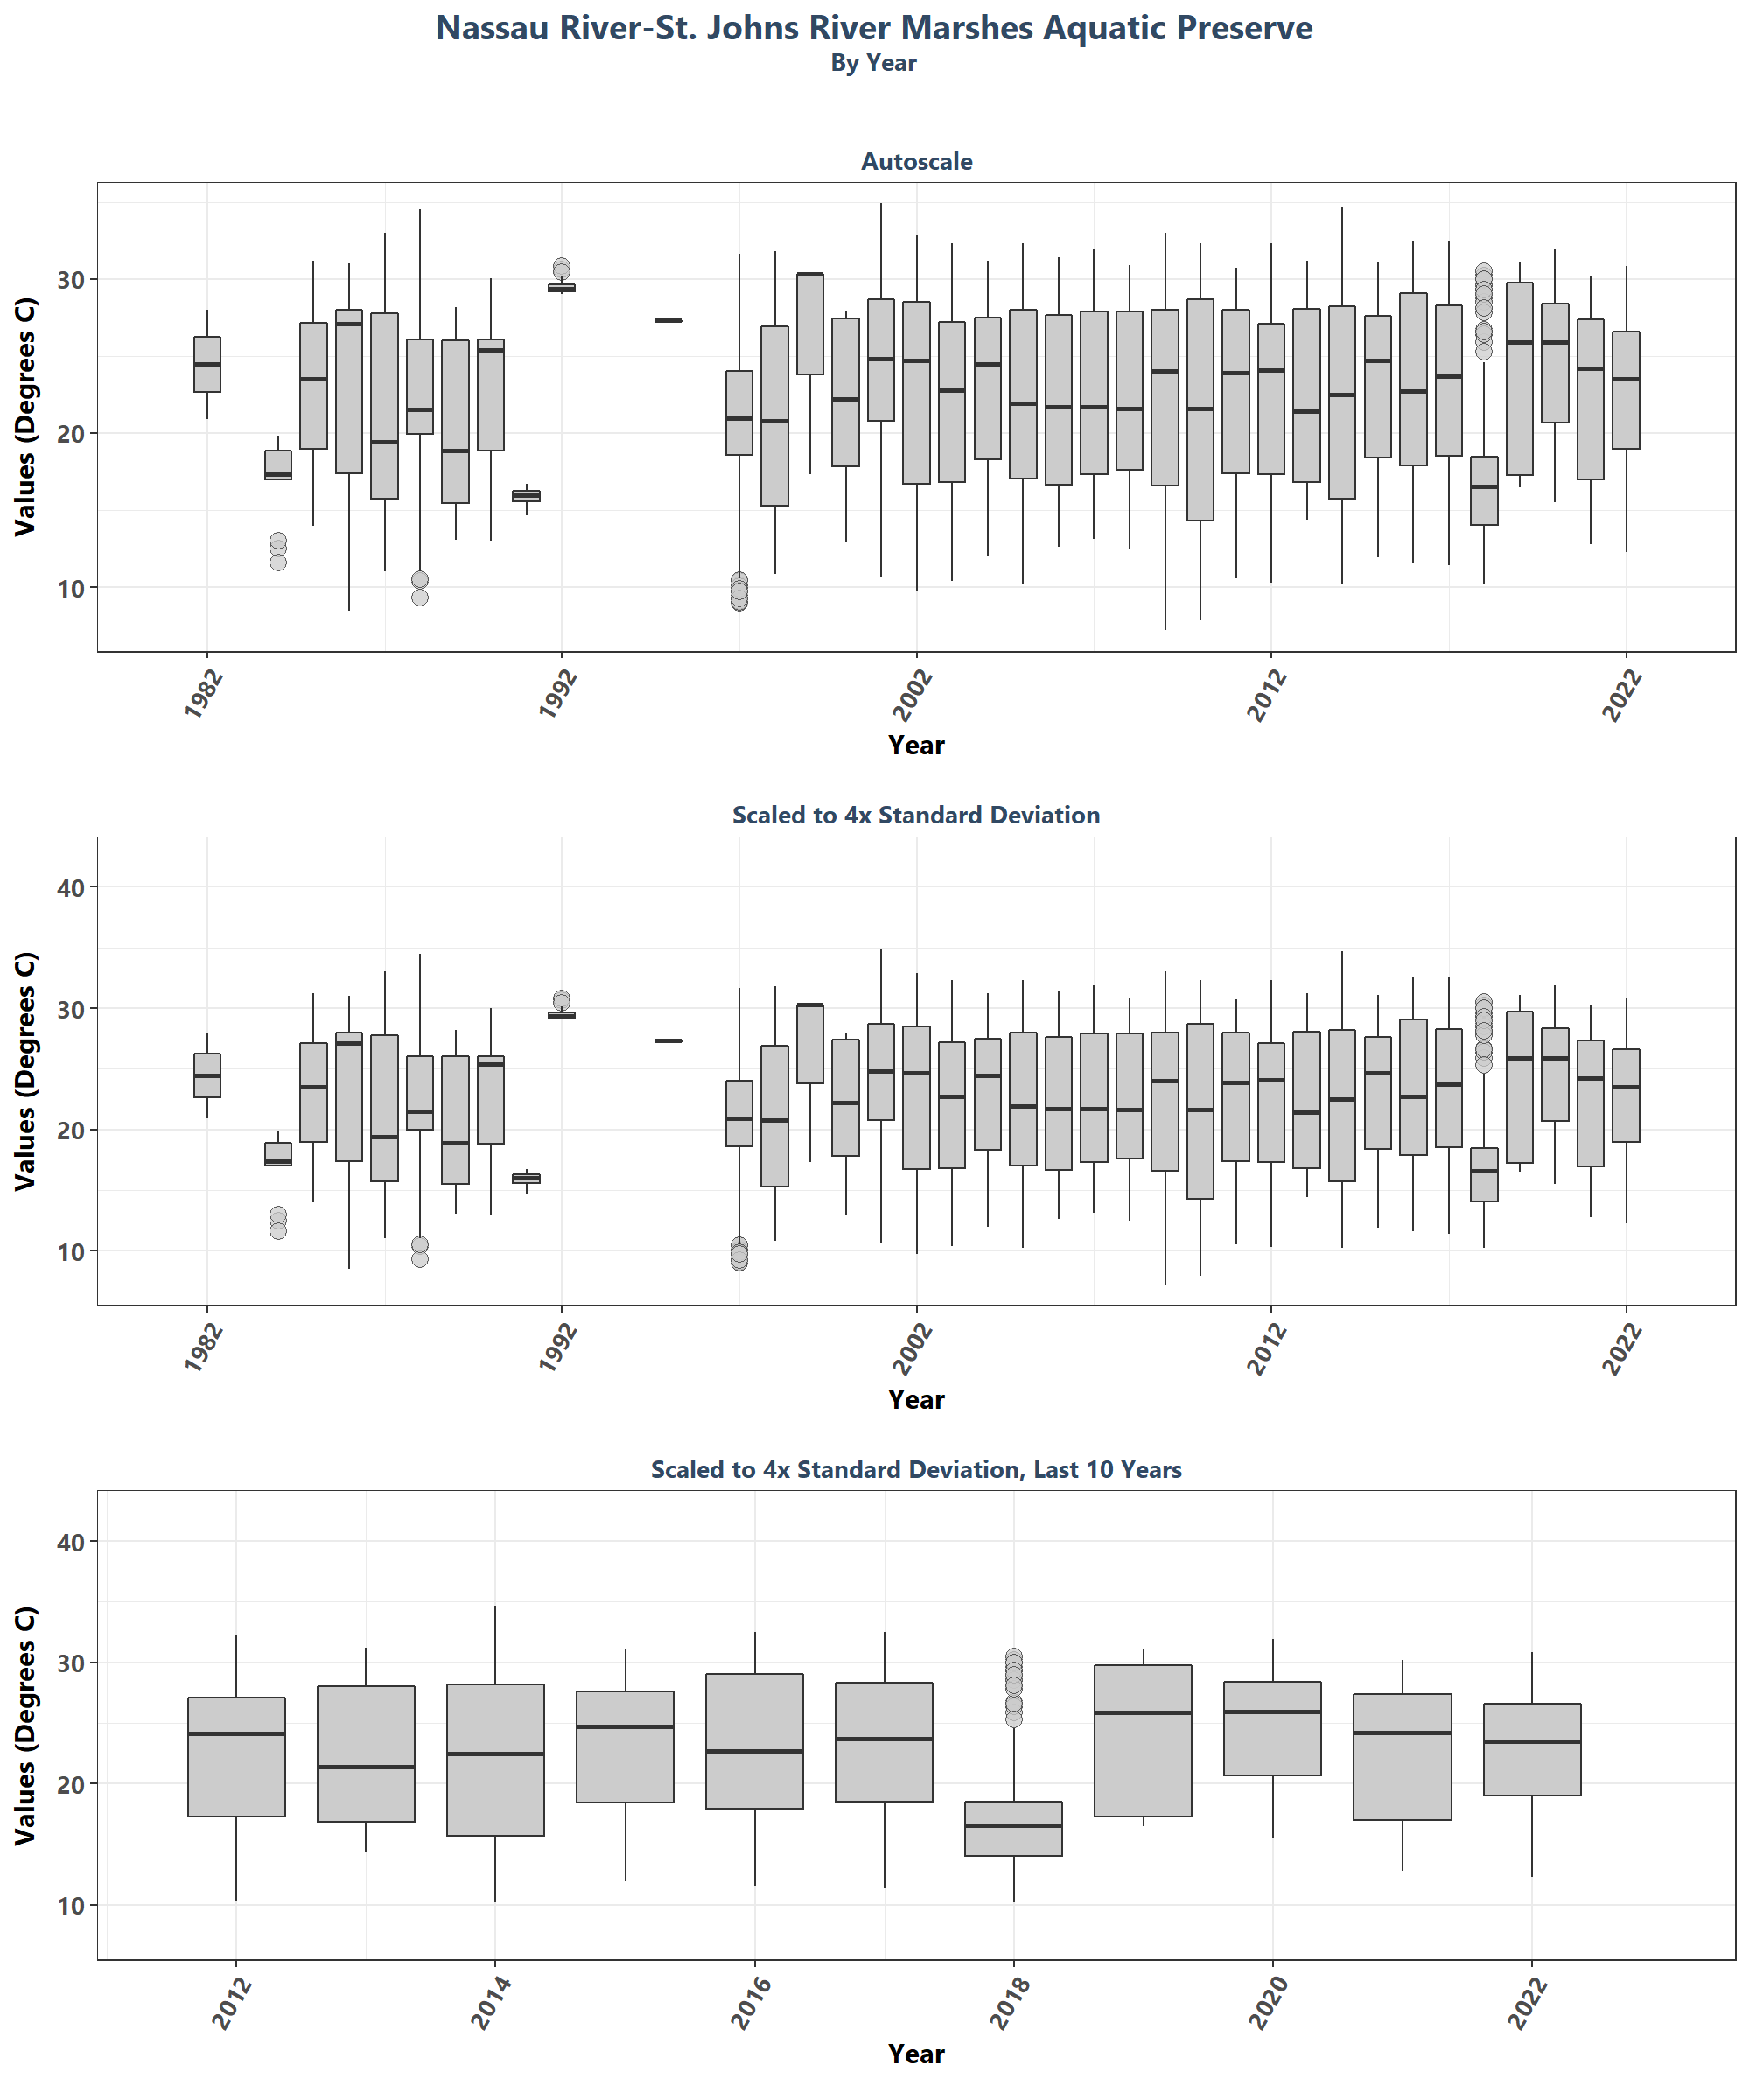 Nassau River-St. Johns River Marshes Aquatic Preserve
By Year
Autoscale
Values (Degrees C)
30
20
10
1982
1992
2002
2012
2022
Year
Scaled to 4x Standard Deviation
Values (Degrees C)
40
30
20
10
1982
1992
2002
2012
2022
Year
Scaled to 4x Standard Deviation, Last 10 Years
Values (Degrees C)
40
30
20
10
2012
2014
2016
2018
2020
2022
Year